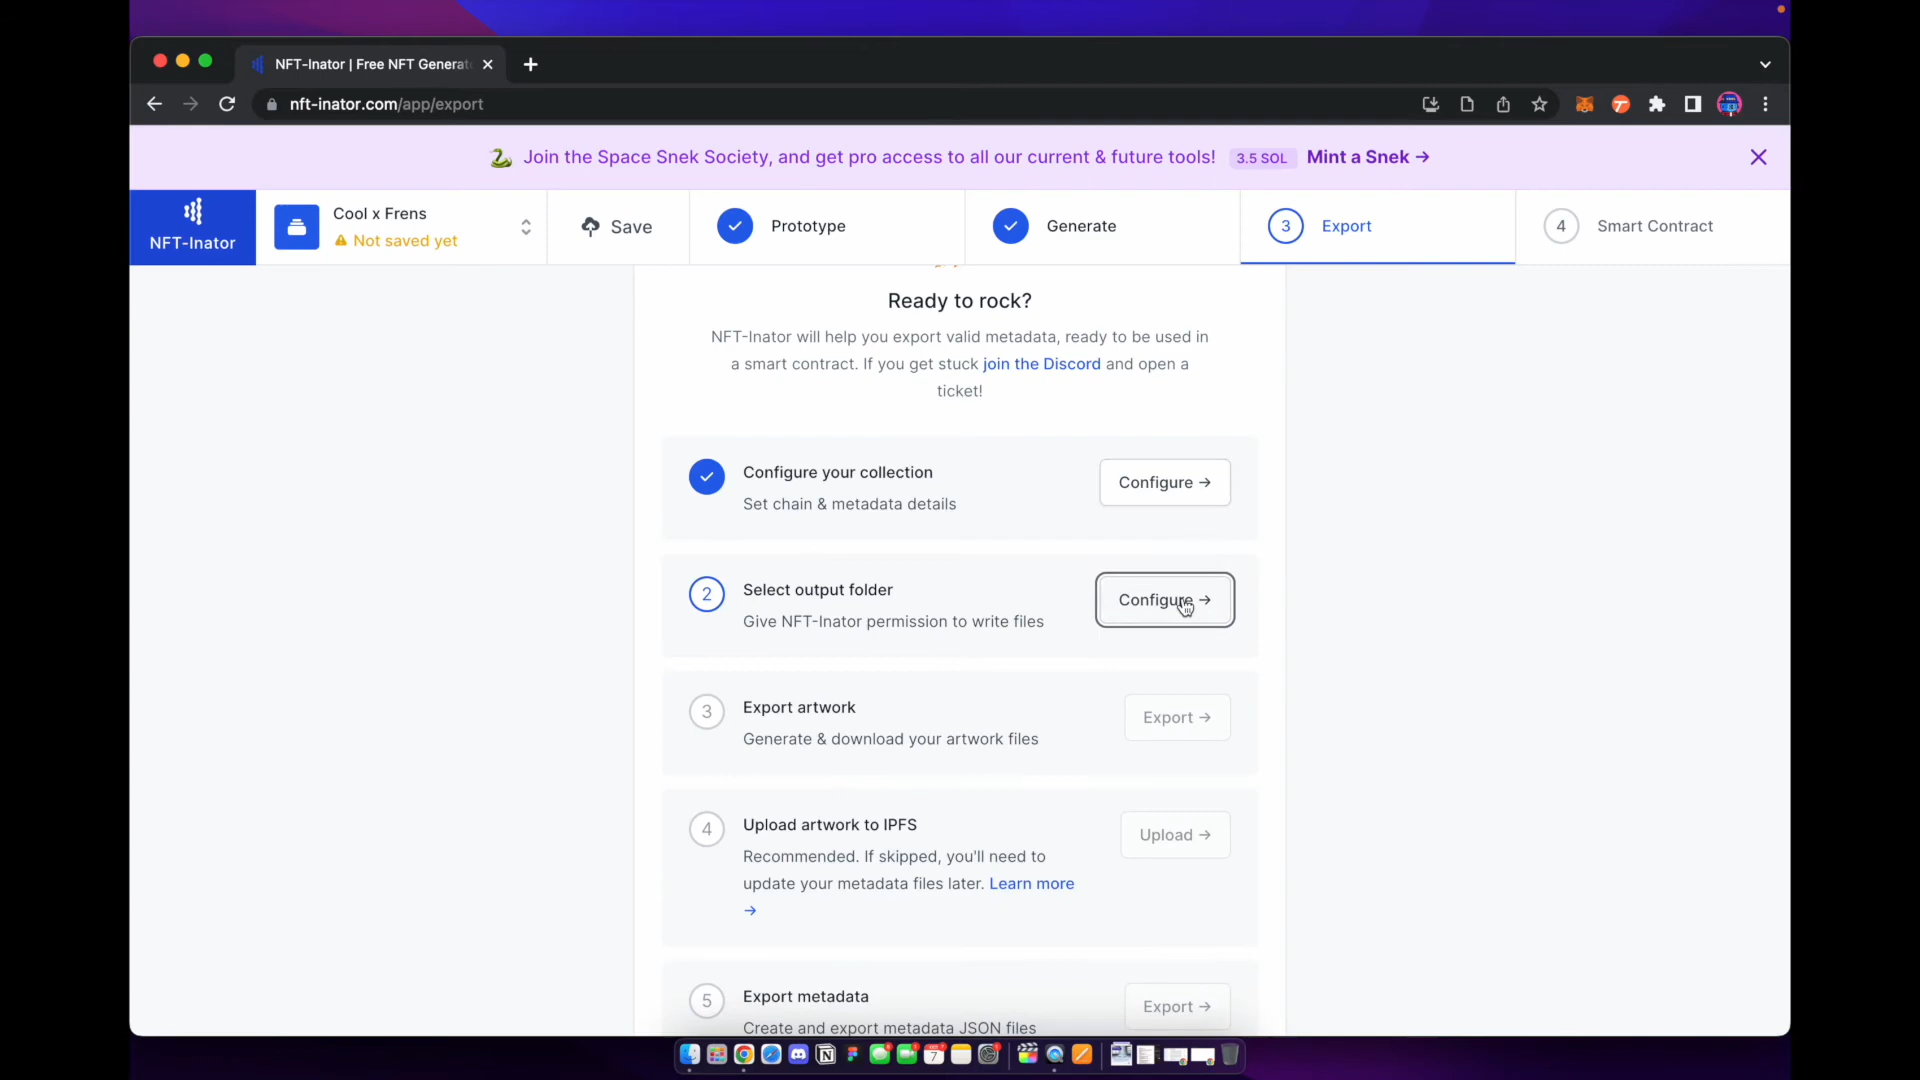 NFT-Inator | Free NFT Generat
nft-inator.com/app/export
Join the Space Snek Society, and get pro access to all our current & future tools! 3.5 SOL Mint a Snek →
NFT-Inator
Cool x Frens
Not saved yet
Save
Prototype
Generate
3 Export
4 Smart Contract
Ready to rock?
NFT-Inator will help you export valid metadata, ready to be used in
a smart contract. If you get stuck join the Discord and open a
ticket!
Configure your collection
Set chain & metadata details
Configure →
2 Select output folder
Give NFT-Inator permission to write files
Configure →
3 Export artwork
Generate & download your artwork files
Export →
4 Upload artwork to IPFS
Recommended. If skipped, you'll need to
update your metadata files later. Learn more
→
Upload →
5 Export metadata
Create and export metadata JSON files
Export →
7